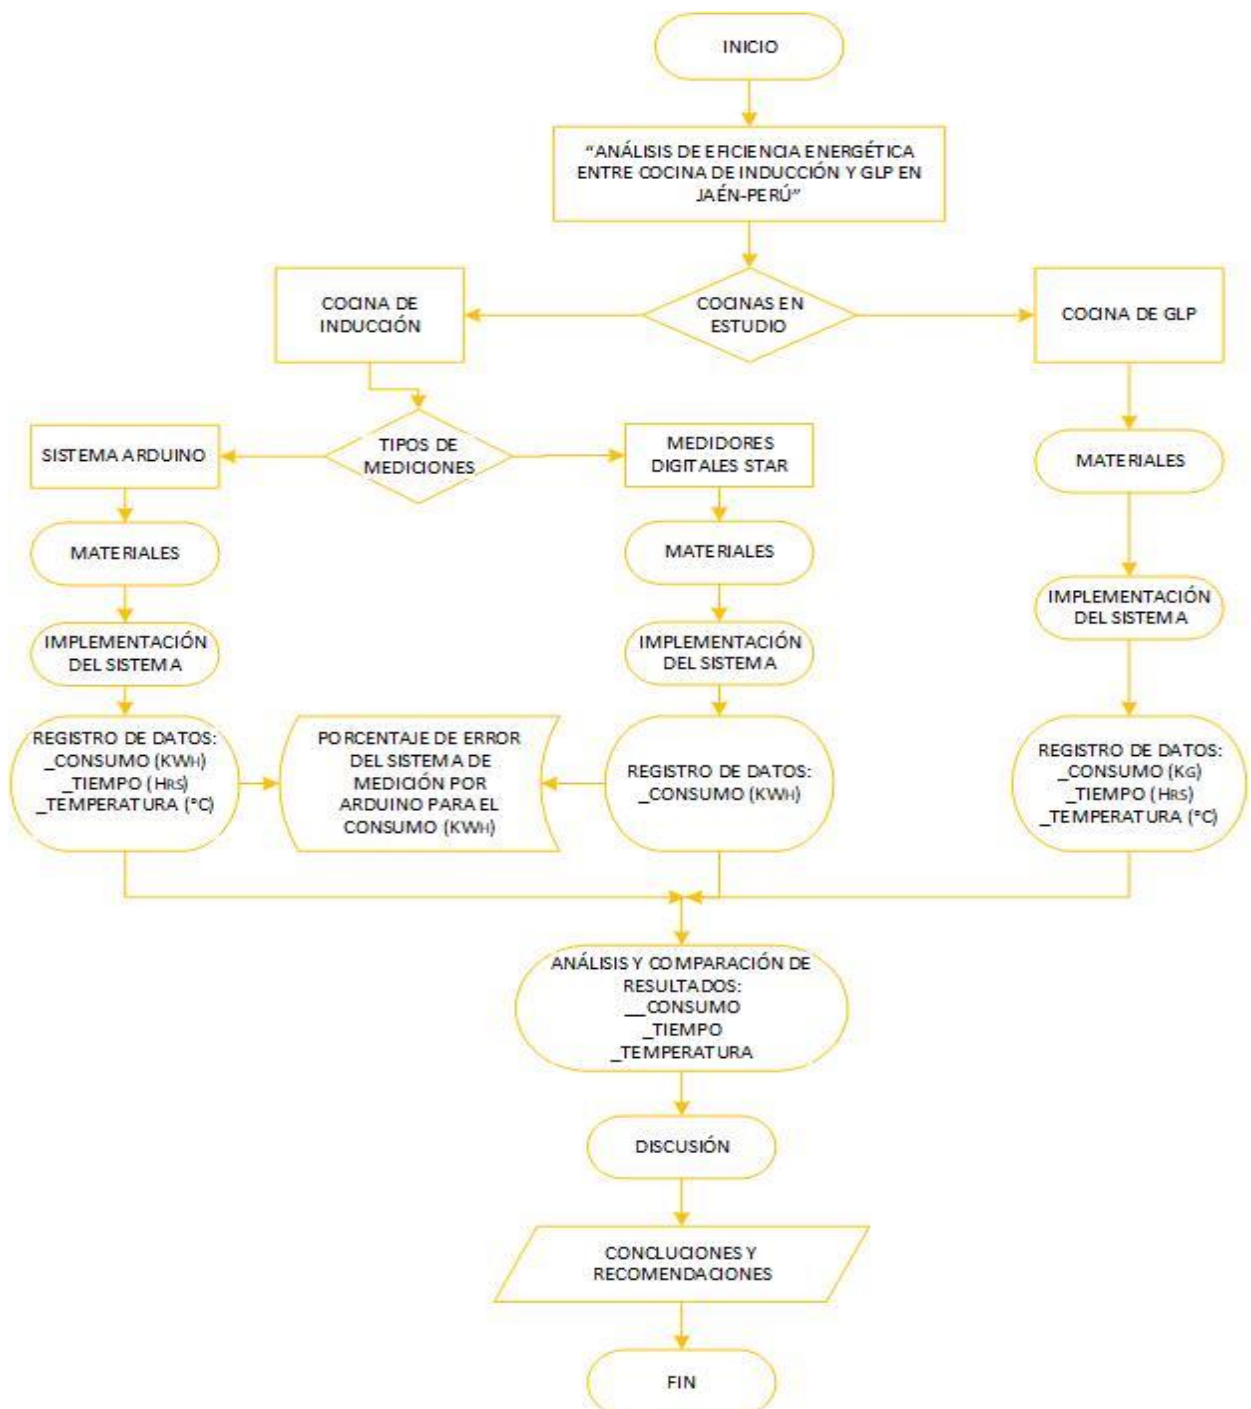 INICIO
“ANÁLISIS DE EFICIENCIA ENERGÉTICA
ENTRE COCINA DE INDUCCIÓN Y GLP EN
JAÉN-PERÚ”
COCINA DE
INDUCCIÓN
COCINAS EN
ESTUDIO
COCINA DE GLP
SISTEMA ARDUINO
TIPOS DE
MEDICIONES
MEDIDORES
DIGITALES STAR
MATERIALES
MATERIALES
MATERIALES
IMPLEMENTACIÓN
DEL SISTEMA
IMPLEMENTACIÓN
DEL SISTEMA
IMPLEMENTACIÓN
DEL SISTEMA
REGISTRO DE DATOS:
_CONSUMO (KWH)
_TIEMPO (HRS)
_TEMPERATURA (°C)
PORCENTAJE DE ERROR
DEL SISTEMA DE
MEDICIÓN POR
ARDUINO PARA EL
CONSUMO (KWH)
REGISTRO DE DATOS:
_CONSUMO (KWH)
REGISTRO DE DATOS:
_CONSUMO (KG)
_TIEMPO (HRS)
_TEMPERATURA (°C)
ANÁLISIS Y COMPARACIÓN DE
RESULTADOS:
__CONSUMO
_TIEMPO
_TEMPERATURA
DISCUSIÓN
CONCLUCIONES Y
RECOMENDACIONES
FIN